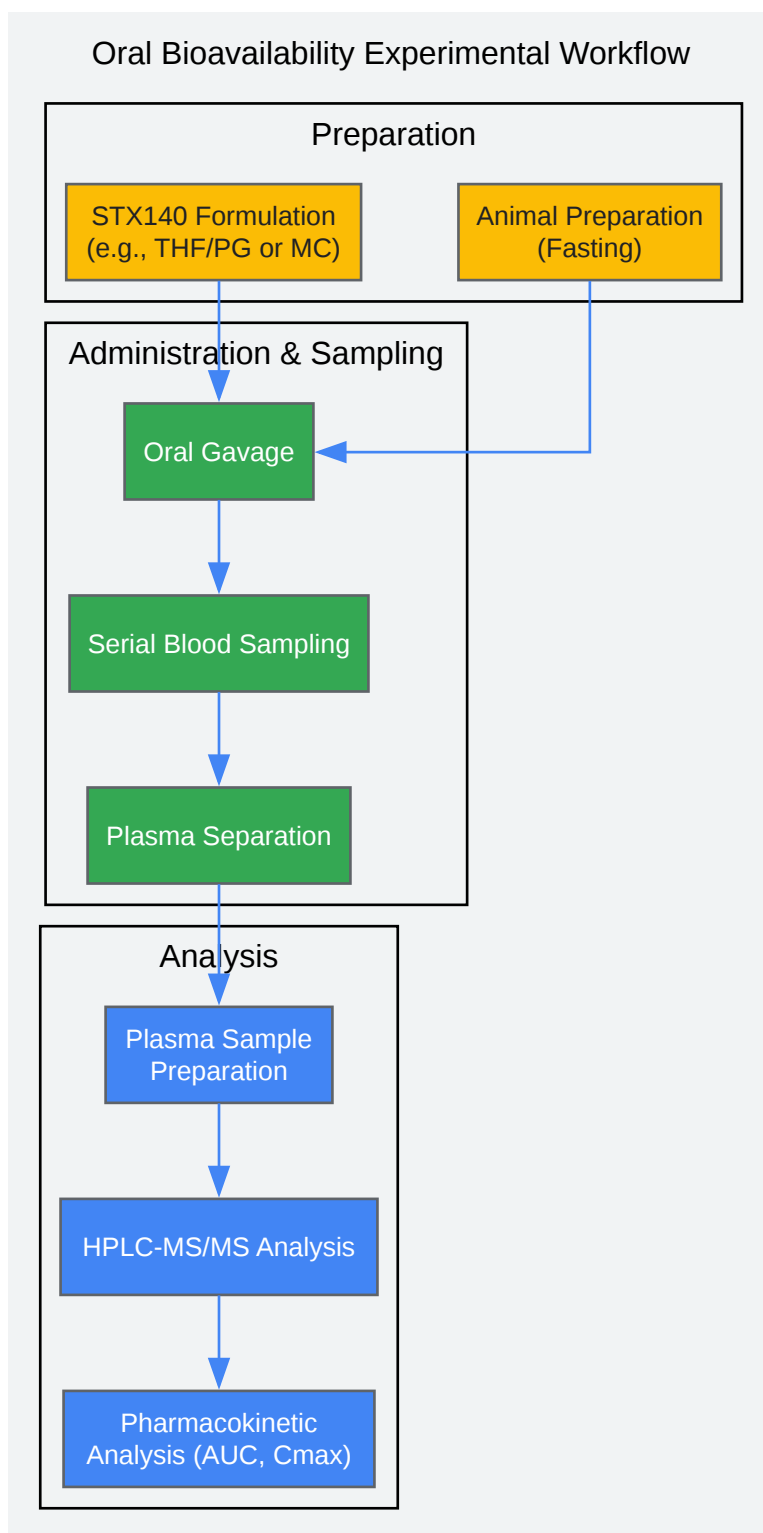 Oral Bioavailability Experimental Workflow
Preparation
STX140 Formulation
(e.g., THF/PG or MC)
Animal Preparation
(Fasting)
Administration & Sampling
Oral Gavage
Serial Blood Sampling
Plasma Separation
Analysis
Plasma Sample
Preparation
HPLC-MS/MS Analysis
Pharmacokinetic
Analysis (AUC, Cmax)